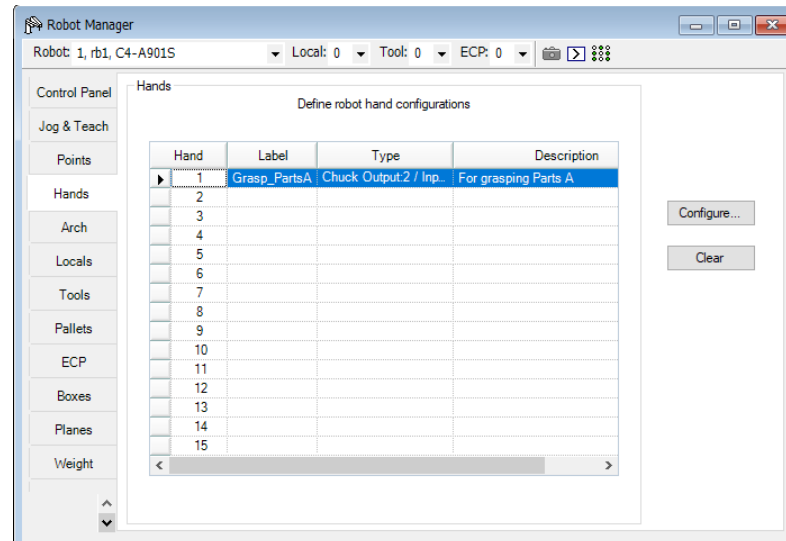 Robot Manager
Robot: 1, rb1, C4-A901S Local: 0 Tool: 0 ECP: 0
Control Panel
Jog & Teach
Points
Hands
Arch
Locals
Tools
Pallets
ECP
Boxes
Planes
Weight
Hands
Define robot hand configurations
Hand Label Type Description
1 Grasp_PartsA Chuck Output:2 / Inp... For grasping Parts A
2
3
4
5
6
7
8
9
10
11
12
13
14
15
Configure...
Clear